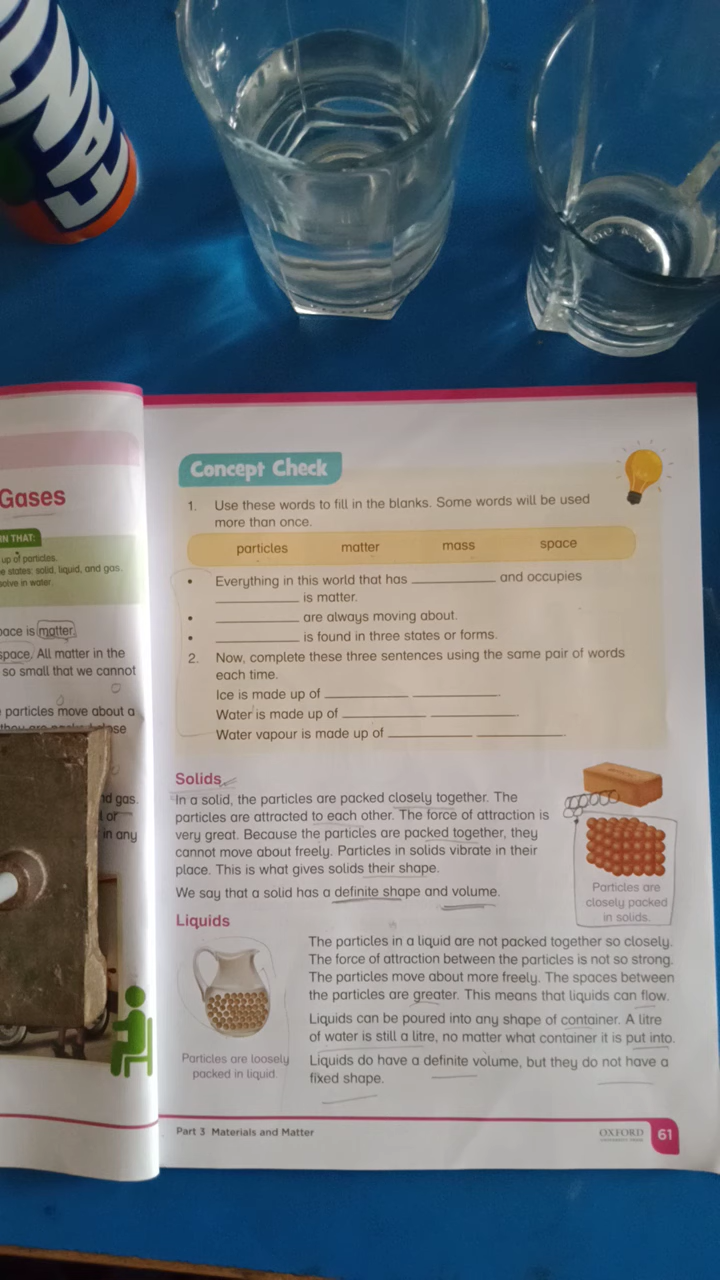 Gases
IN THAT:
up of particles.
e states: solid, liquid, and gas.
solve in water.
pace is matter.
space. All matter in the
so small that we cannot
particles move about a
nd gas.
in any
Concept Check
1. Use these words to fill in the blanks. Some words will be used
more than once.
particles matter mass space
• Everything in this world that has __________ and occupies
__________ is matter.
• __________ are always moving about.
• __________ is found in three states or forms.
2. Now, complete these three sentences using the same pair of words
each time.
Ice is made up of __________ __________.
Water is made up of __________ __________.
Water vapour is made up of __________ __________.
Solids
In a solid, the particles are packed closely together. The
particles are attracted to each other. The force of attraction is
very great. Because the particles are packed together, they
cannot move about freely. Particles in solids vibrate in their
place. This is what gives solids their shape.
We say that a solid has a definite shape and volume.
Particles are
closely packed
in solids.
Liquids
The particles in a liquid are not packed together so closely.
The force of attraction between the particles is not so strong.
The particles move about more freely. The spaces between
the particles are greater. This means that liquids can flow.
Liquids can be poured into any shape of container. A litre
of water is still a litre, no matter what container it is put into.
Liquids do have a definite volume, but they do not have a
fixed shape.
Particles are loosely
packed in liquid.
Part 3 Materials and Matter
OXFORD
61